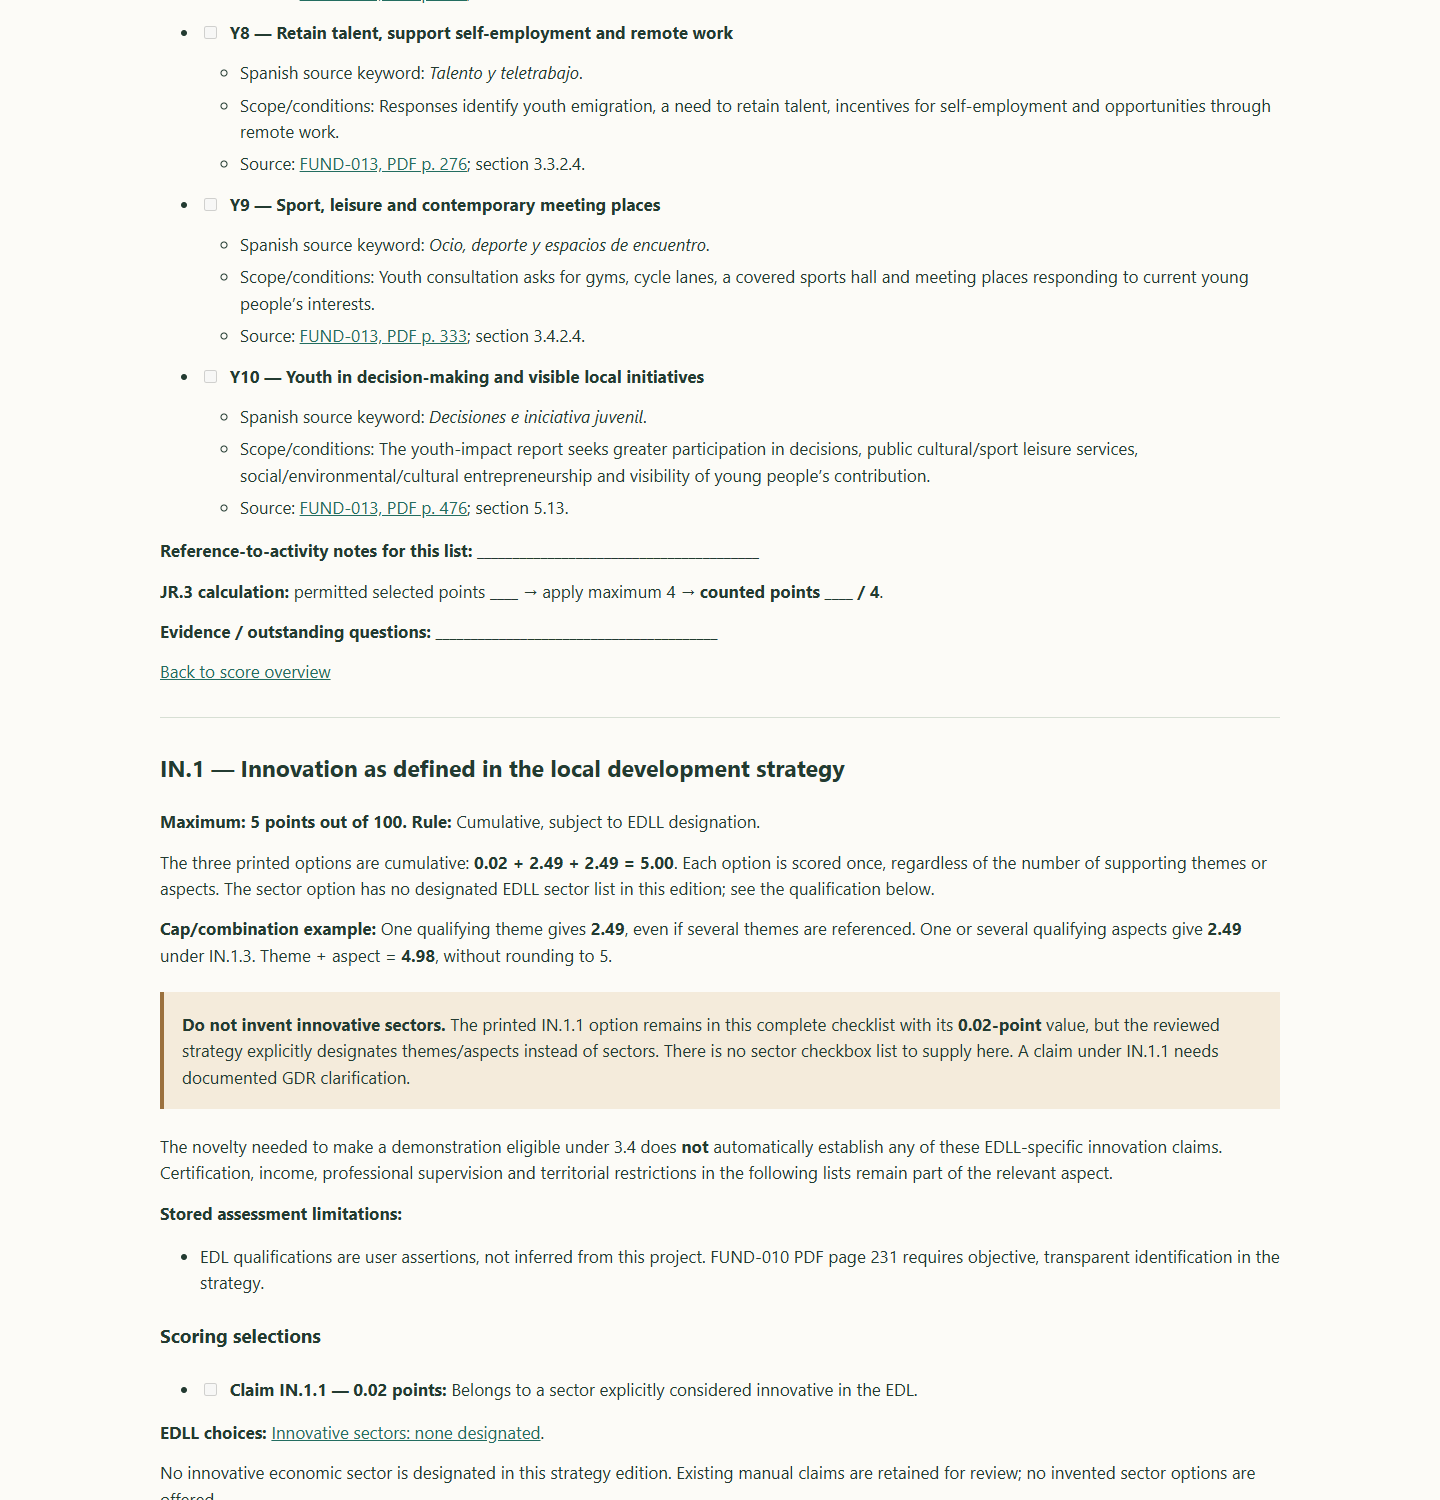 Y8 — Retain talent, support self-employment and remote work
Spanish source keyword: Talento y teletrabajo.
Scope/conditions: Responses identify youth emigration, a need to retain talent, incentives for self-employment and opportunities through
remote work.
Source: FUND-013, PDF p. 276; section 3.3.2.4.
Y9 — Sport, leisure and contemporary meeting places
Spanish source keyword: Ocio, deporte y espacios de encuentro.
Scope/conditions: Youth consultation asks for gyms, cycle lanes, a covered sports hall and meeting places responding to current young
people’s interests.
Source: FUND-013, PDF p. 333; section 3.4.2.4.
Y10 — Youth in decision-making and visible local initiatives
Spanish source keyword: Decisiones e iniciativa juvenil.
Scope/conditions: The youth-impact report seeks greater participation in decisions, public cultural/sport leisure services,
social/environmental/cultural entrepreneurship and visibility of young people’s contribution.
Source: FUND-013, PDF p. 476; section 5.13.
Reference-to-activity notes for this list: ________________________________________
JR.3 calculation: permitted selected points ____ → apply maximum 4 → counted points ____ / 4.
Evidence / outstanding questions: ________________________________________
Back to score overview
IN.1 — Innovation as defined in the local development strategy
Maximum: 5 points out of 100. Rule: Cumulative, subject to EDLL designation.
The three printed options are cumulative: 0.02 + 2.49 + 2.49 = 5.00. Each option is scored once, regardless of the number of supporting themes or
aspects. The sector option has no designated EDLL sector list in this edition; see the qualification below.
Cap/combination example: One qualifying theme gives 2.49, even if several themes are referenced. One or several qualifying aspects give 2.49
under IN.1.3. Theme + aspect = 4.98, without rounding to 5.
Do not invent innovative sectors. The printed IN.1.1 option remains in this complete checklist with its 0.02-point value, but the reviewed
strategy explicitly designates themes/aspects instead of sectors. There is no sector checkbox list to supply here. A claim under IN.1.1 needs
documented GDR clarification.
The novelty needed to make a demonstration eligible under 3.4 does not automatically establish any of these EDLL-specific innovation claims.
Certification, income, professional supervision and territorial restrictions in the following lists remain part of the relevant aspect.
Stored assessment limitations:
EDL qualifications are user assertions, not inferred from this project. FUND-010 PDF page 231 requires objective, transparent identification in the
strategy.
Scoring selections
Claim IN.1.1 — 0.02 points: Belongs to a sector explicitly considered innovative in the EDL.
EDLL choices: Innovative sectors: none designated.
No innovative economic sector is designated in this strategy edition. Existing manual claims are retained for review; no invented sector options are